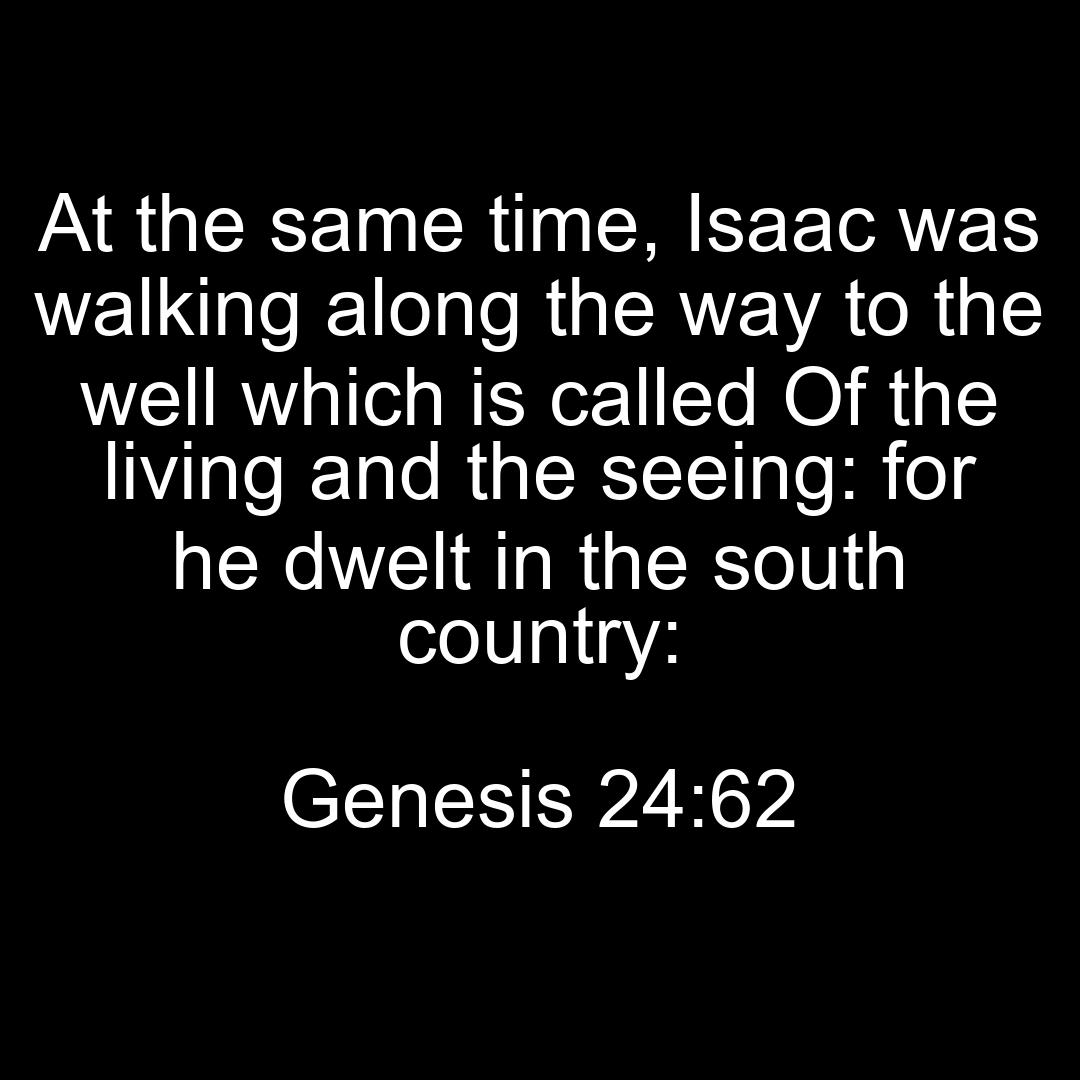 At the same time, Isaac was
walking along the way to the
well which is called Of the
living and the seeing: for
he dwelt in the south
country:
Genesis 24:62